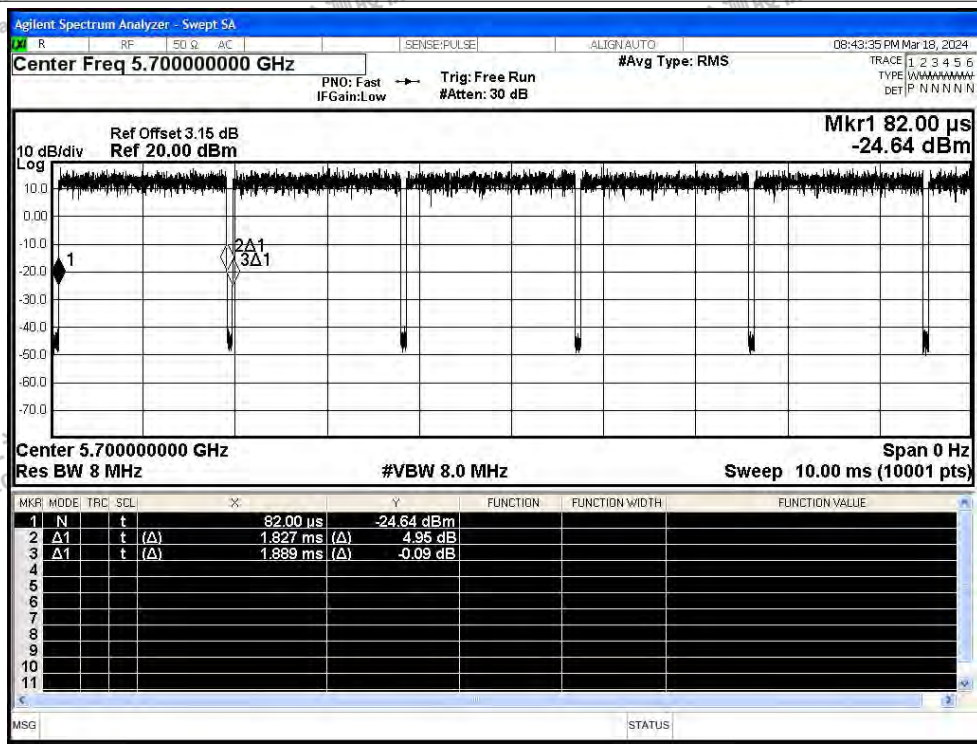 Agilent Spectrum Analyzer - Swept SA
R RF 50 Ω AC SENSE:PULSE ALIGN AUTO 08:43:35 PM Mar 18, 2024
Center Freq 5.700000000 GHz
PNO: Fast Trig: Free Run #Avg Type: RMS TRACE 1 2 3 4 5 6
IFGain:Low #Atten: 30 dB TYPE WWWWWW
DET P N N N N N
Mkr1 82.00 µs
-24.64 dBm
Ref Offset 3.15 dB
10 dB/div Ref 20.00 dBm
Log
10.0
0.00
-10.0
-20.0
-30.0
-40.0
-50.0
-60.0
-70.0
1
2Δ1
3Δ1
Center 5.700000000 GHz Span 0 Hz
Res BW 8 MHz #VBW 8.0 MHz Sweep 10.00 ms (10001 pts)
MKR MODE TRC SCL X Y FUNCTION FUNCTION WIDTH FUNCTION VALUE
1 N t 82.00 µs -24.64 dBm
2 Δ1 t (Δ) 1.827 ms (Δ) 4.95 dB
3 Δ1 t (Δ) 1.889 ms (Δ) -0.09 dB
4
5
6
7
8
9
10
11
MSG STATUS